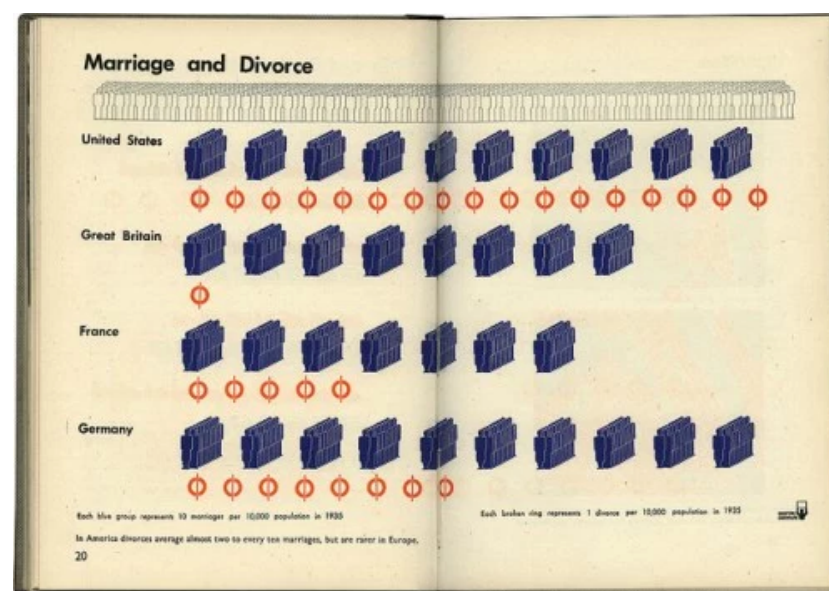 Marriage and Divorce
United States
Great Britain
France
Germany
Each blue group represents 10 marriages per 10,000 population in 1935
Each broken ring represents 1 divorce per 10,000 population in 1935
In America divorces average almost two to every ten marriages, but are rarer in Europe.
20